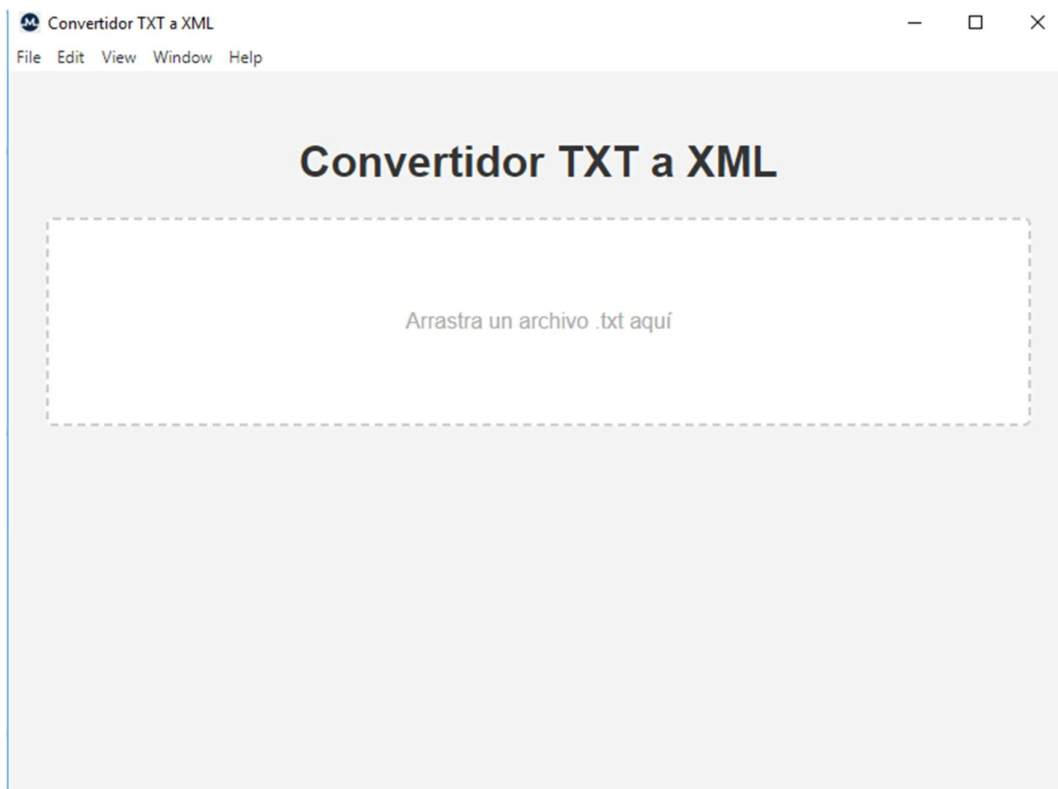 Convertidor TXT a XML
File Edit View Window Help
Convertidor TXT a XML
Arrastra un archivo .txt aquí